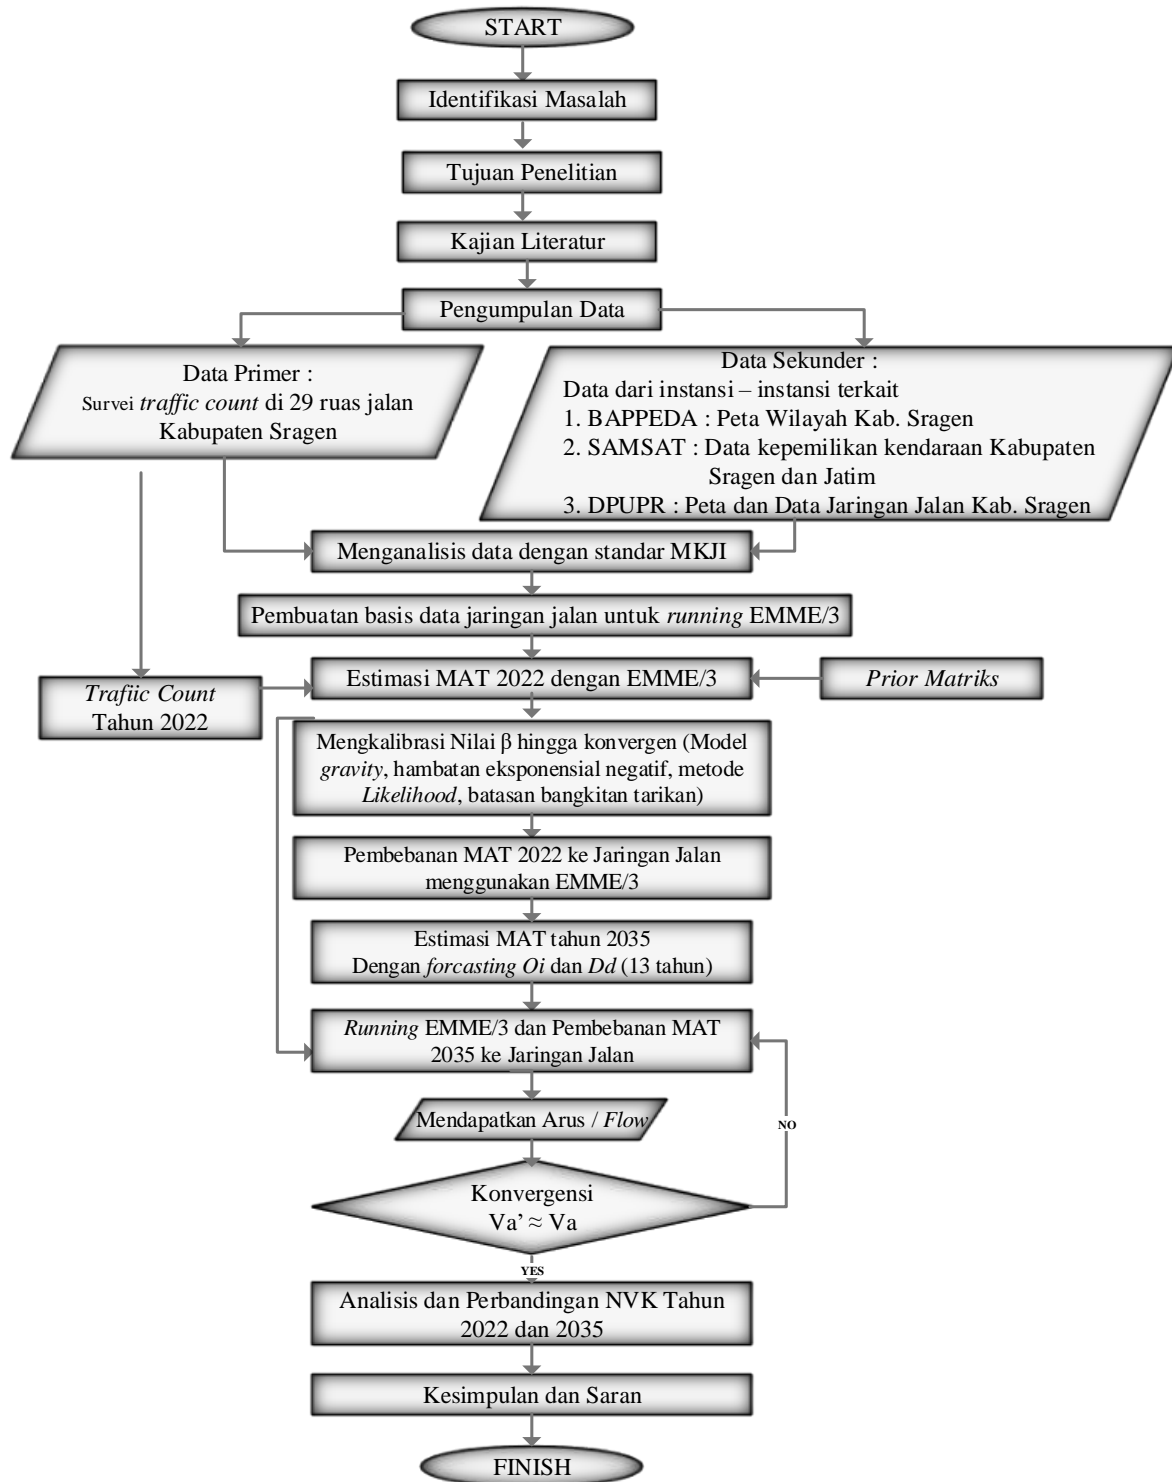 START
Identifikasi Masalah
Tujuan Penelitian
Kajian Literatur
Pengumpulan Data
Data Primer :
Survei traffic count di 29 ruas jalan
Kabupaten Sragen
Data Sekunder :
Data dari instansi – instansi terkait
1. BAPPEDA : Peta Wilayah Kab. Sragen
2. SAMSAT : Data kepemilikan kendaraan Kabupaten
Sragen dan Jatim
3. DPUPR : Peta dan Data Jaringan Jalan Kab. Sragen
Menganalisis data dengan standar MKJI
Pembuatan basis data jaringan jalan untuk running EMME/3
Trafiic Count
Tahun 2022
Estimasi MAT 2022 dengan EMME/3
Prior Matriks
Mengkalibrasi Nilai β hingga konvergen (Model
gravity, hambatan eksponensial negatif, metode
Likelihood, batasan bangkitan tarikan)
Pembebanan MAT 2022 ke Jaringan Jalan
menggunakan EMME/3
Estimasi MAT tahun 2035
Dengan forcasting Oi dan Dd (13 tahun)
Running EMME/3 dan Pembebanan MAT
2035 ke Jaringan Jalan
Mendapatkan Arus / Flow
NO
Konvergensi
Va’ ≈ Va
YES
Analisis dan Perbandingan NVK Tahun
2022 dan 2035
Kesimpulan dan Saran
FINISH